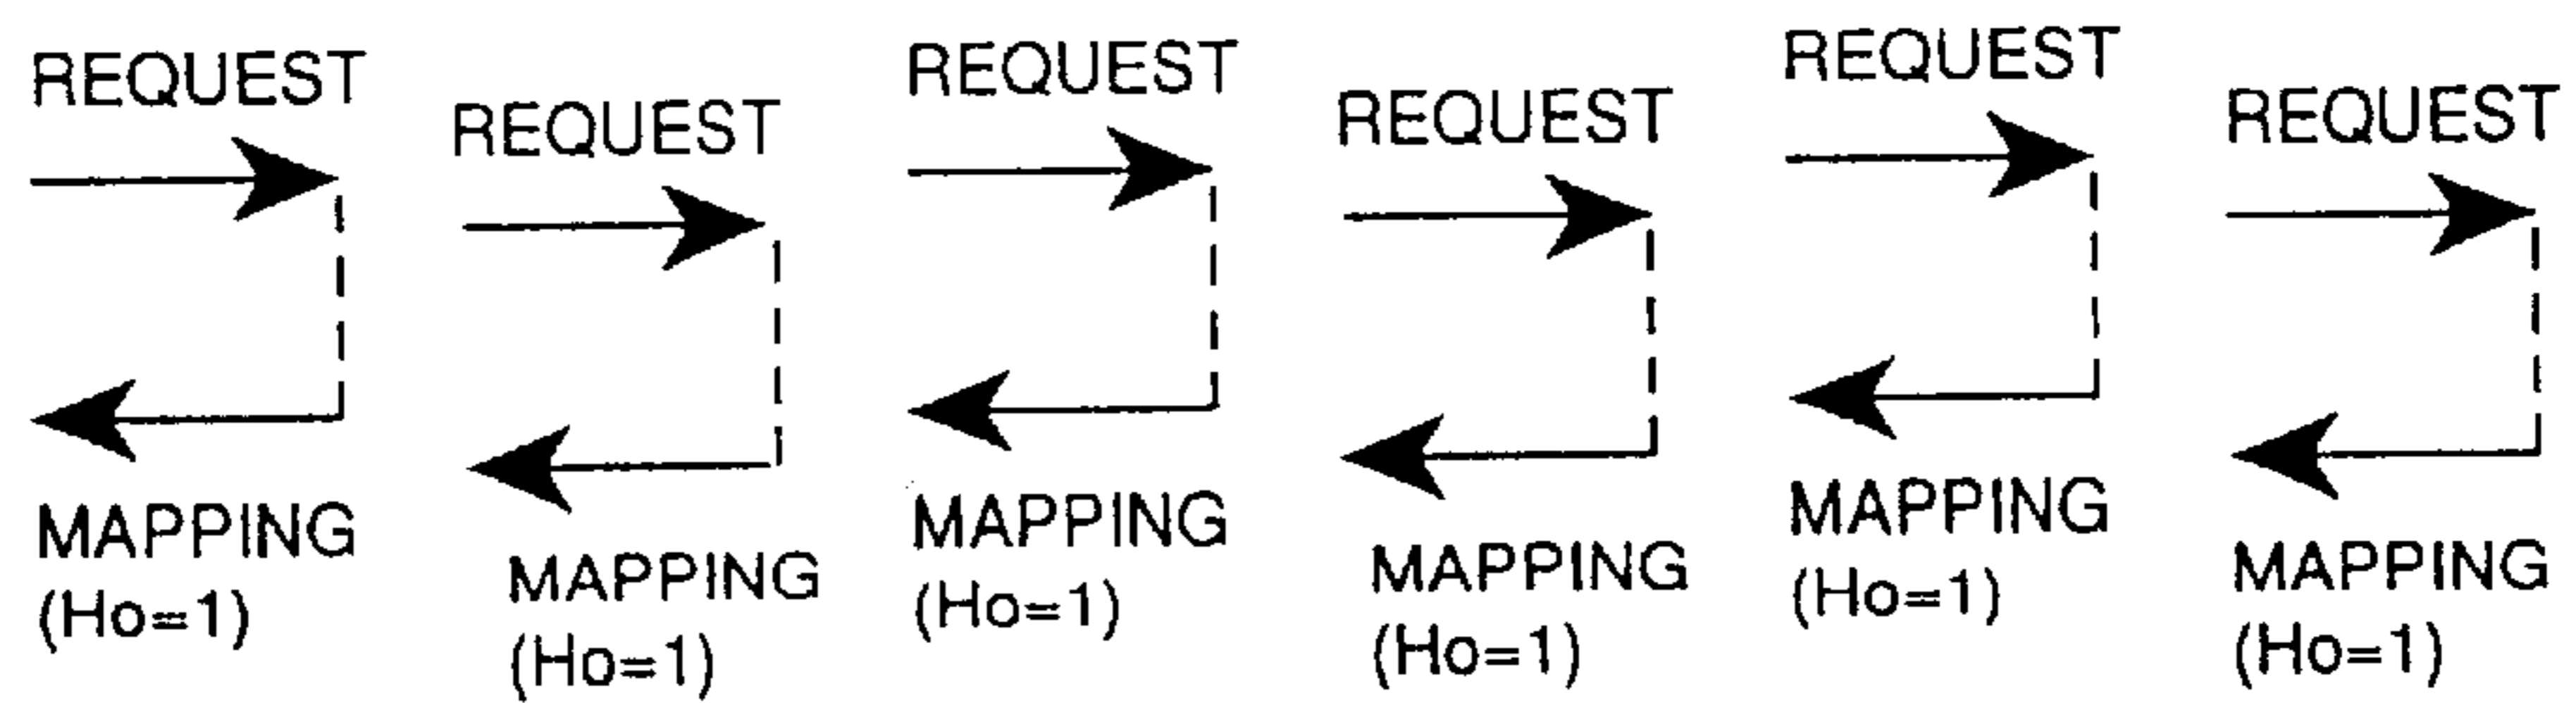 REQUEST
REQUEST
REQUEST
REQUEST
REQUEST
REQUEST
MAPPING
(Ho=1)
MAPPING
(Ho=1)
MAPPING
(Ho=1)
MAPPING
(Ho=1)
MAPPING
(Ho=1)
MAPPING
(Ho=1)